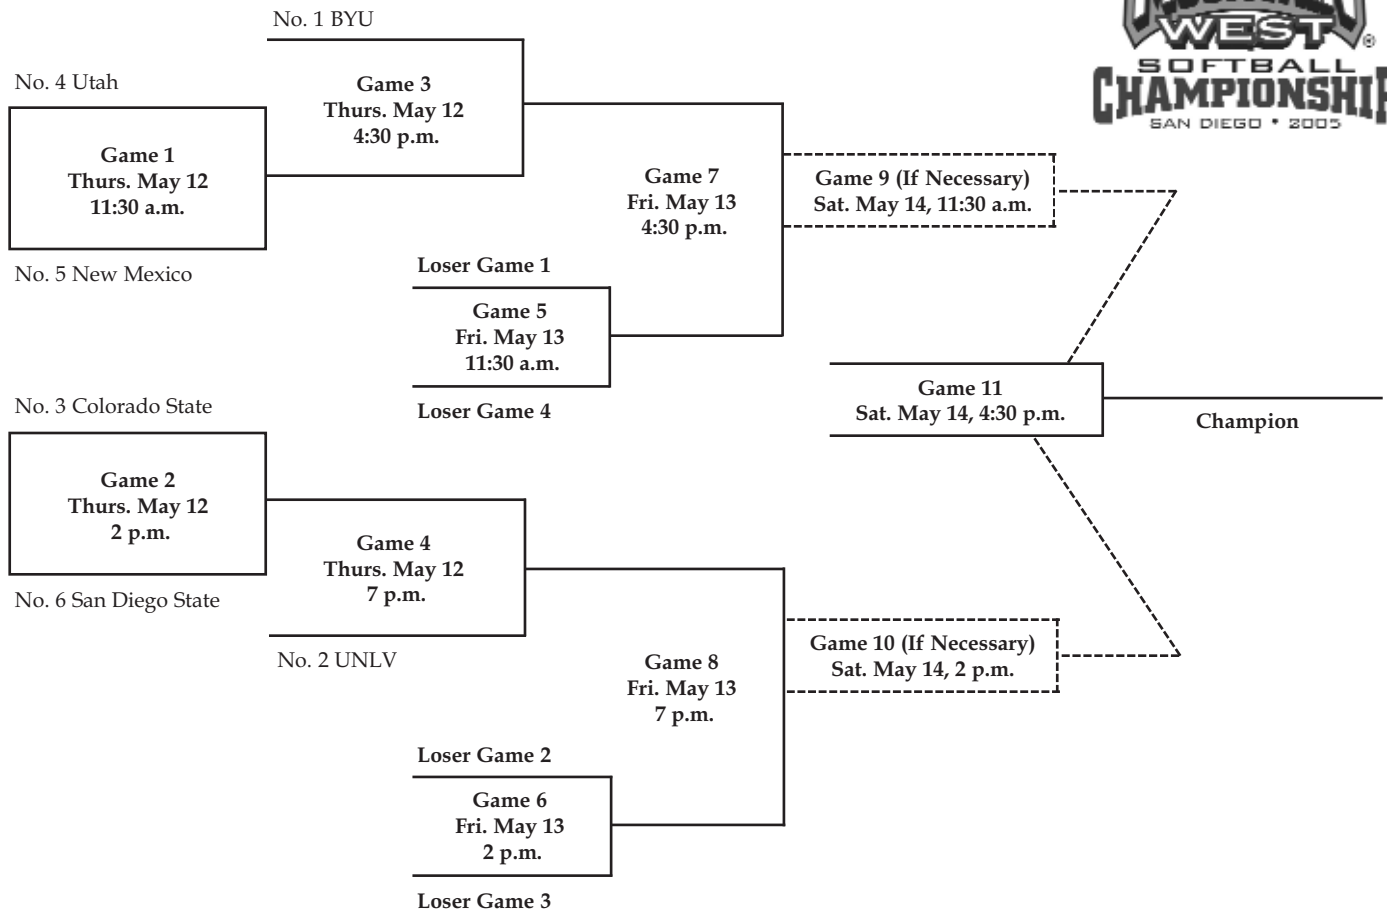 No. 1 BYU
WEST
®
SOFTBALL
CHAMPIONSHIP
SAN DIEGO • 2005
No. 4 Utah
Game 3
Thurs. May 12
4:30 p.m.
Game 1
Thurs. May 12
11:30 a.m.
No. 5 New Mexico
Game 7
Fri. May 13
4:30 p.m.
Game 9 (If Necessary)
Sat. May 14, 11:30 a.m.
Loser Game 1
Game 5
Fri. May 13
11:30 a.m.
Loser Game 4
Game 11
Sat. May 14, 4:30 p.m.
Champion
No. 3 Colorado State
Game 2
Thurs. May 12
2 p.m.
No. 6 San Diego State
Game 4
Thurs. May 12
7 p.m.
No. 2 UNLV
Game 8
Fri. May 13
7 p.m.
Game 10 (If Necessary)
Sat. May 14, 2 p.m.
Loser Game 2
Game 6
Fri. May 13
2 p.m.
Loser Game 3